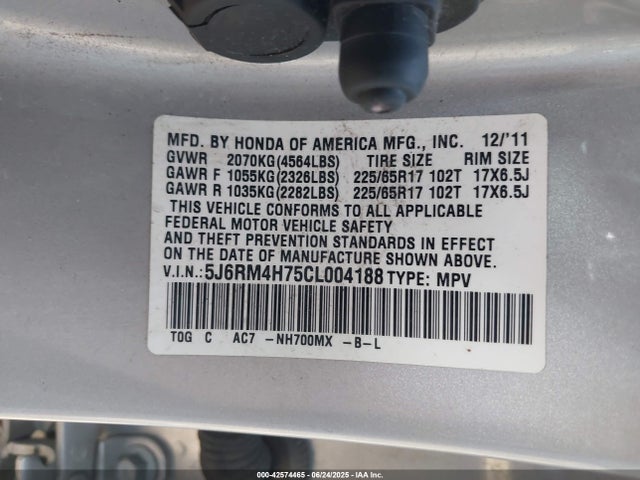 MFD. BY HONDA OF AMERICA MFG., INC. 12/'11
GVWR 2070KG(4564LBS) TIRE SIZE RIM SIZE
GAWR F 1055KG(2326LBS) 225/65R17 102T 17X6.5J
GAWR R 1035KG(2282LBS) 225/65R17 102T 17X6.5J
THIS VEHICLE CONFORMS TO ALL APPLICABLE
FEDERAL MOTOR VEHICLE SAFETY
AND THEFT PREVENTION STANDARDS IN EFFECT
ON THE DATE OF MANUFACTURE SHOWN ABOVE.
V.I.N.:5J6RM4H75CL004188 TYPE: MPV
TOG C AC7 -NH700MX -B-L
000-42574465 - 06/24/2025 - IAA Inc.